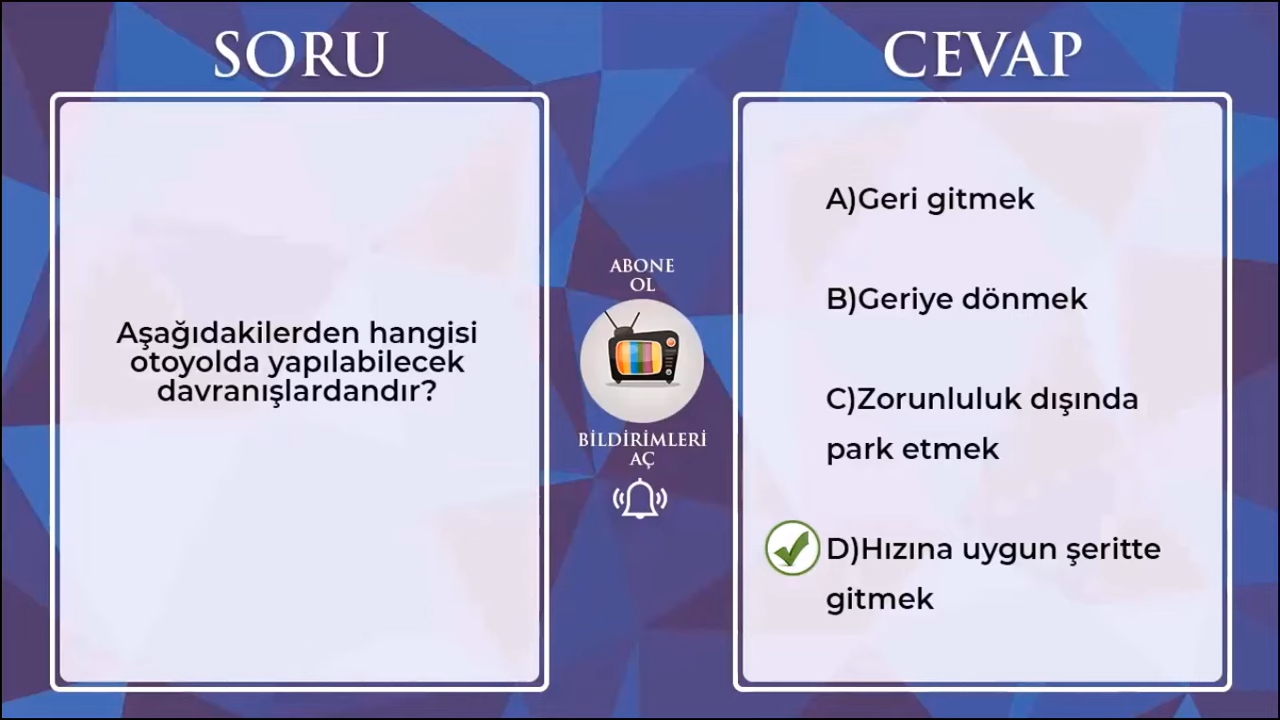 SORU
Aşağıdakilerden hangisi
otoyolda yapılabilecek
davranışlardandır?
ABONE
OL
BİLDİRİMLERİ
AÇ
CEVAP
A)Geri gitmek
B)Geriye dönmek
C)Zorunluluk dışında
park etmek
D)Hızına uygun şeritte
gitmek